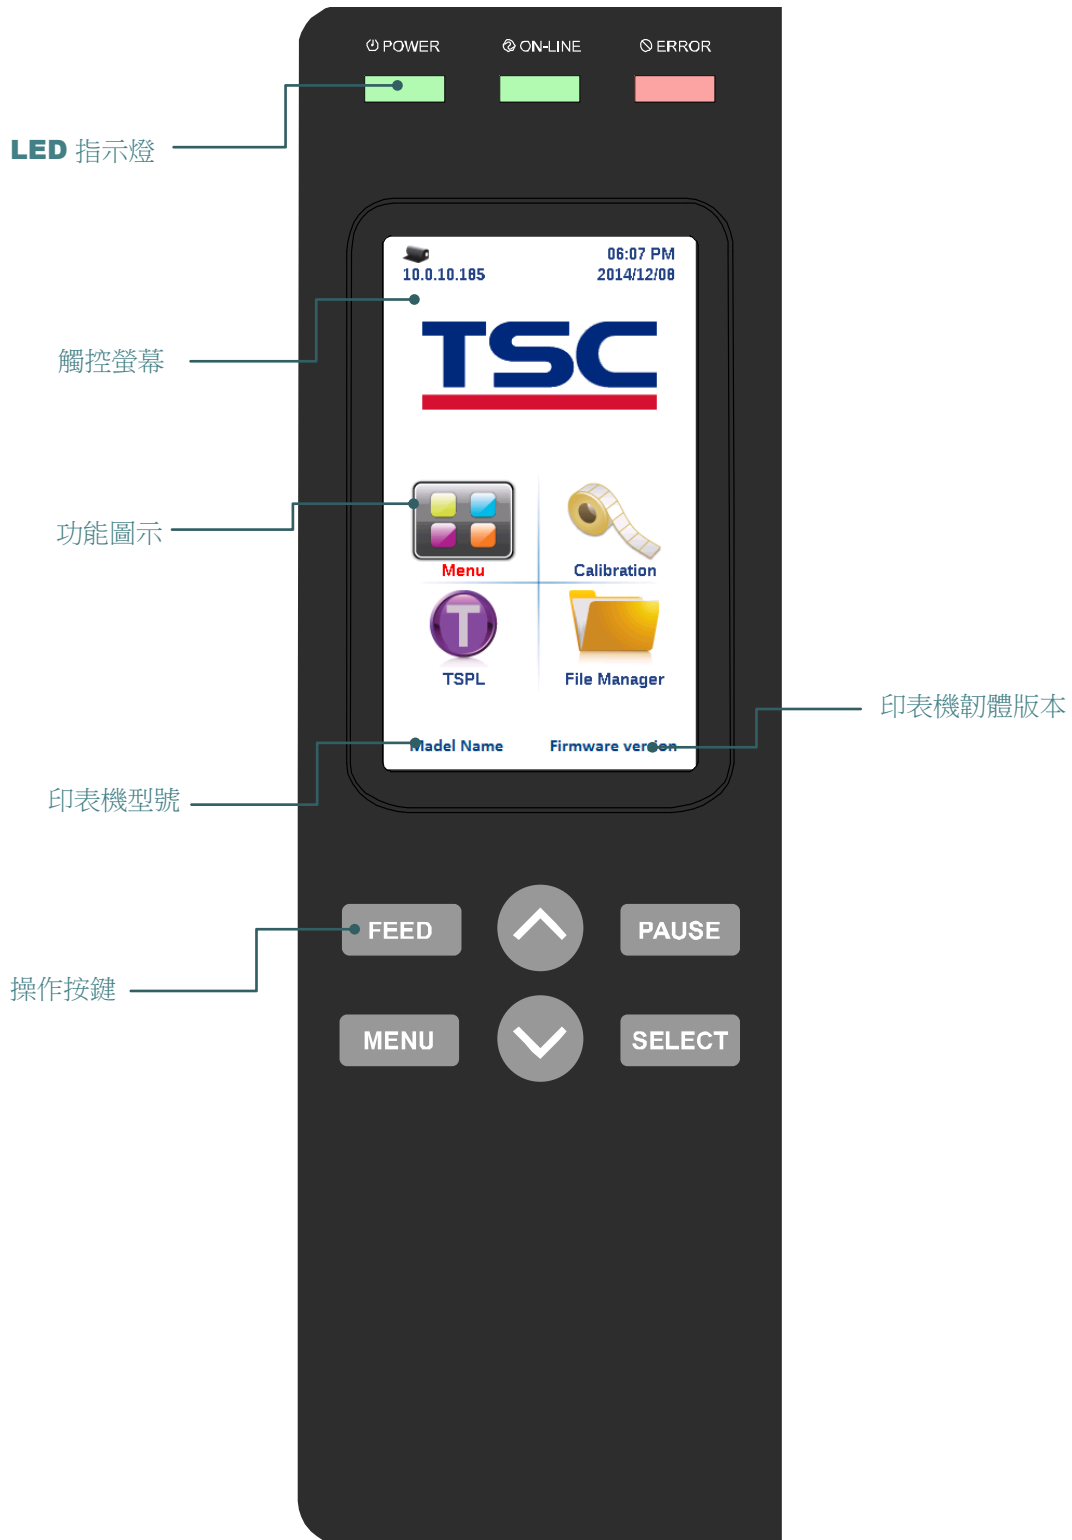 POWER ON-LINE ERROR
LED 指示燈
06:07 PM
10.0.10.185 2014/12/08
TSC
觸控螢幕
功能圖示
Menu Calibration
T
TSPL File Manager
印表機韌體版本
Madel Name Firmware version
印表機型號
FEED PAUSE
操作按鍵
MENU SELECT